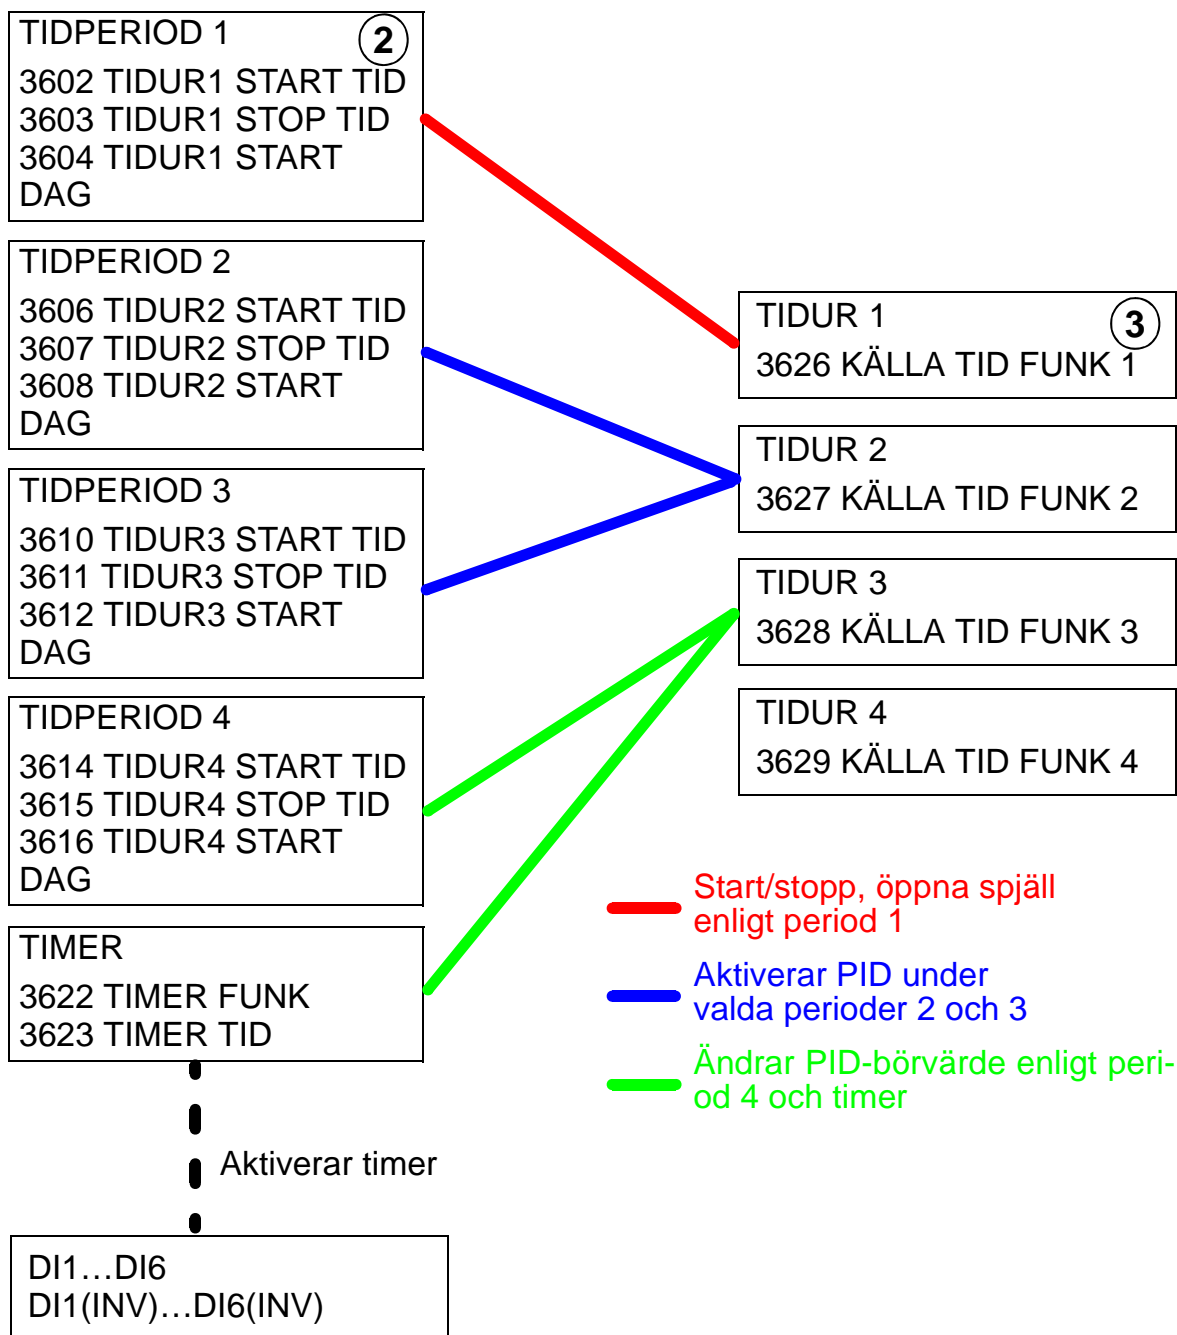 TIDPERIOD 1
2
3602 TIDUR1 START TID
3603 TIDUR1 STOP TID
3604 TIDUR1 START
DAG
TIDPERIOD 2
3606 TIDUR2 START TID
3607 TIDUR2 STOP TID
3608 TIDUR2 START
DAG
TIDPERIOD 3
3610 TIDUR3 START TID
3611 TIDUR3 STOP TID
3612 TIDUR3 START
DAG
TIDPERIOD 4
3614 TIDUR4 START TID
3615 TIDUR4 STOP TID
3616 TIDUR4 START
DAG
TIMER
3622 TIMER FUNK
3623 TIMER TID
Aktiverar timer
DI1…DI6
DI1(INV)…DI6(INV)
TIDUR 1
3
3626 KÄLLA TID FUNK 1
TIDUR 2
3627 KÄLLA TID FUNK 2
TIDUR 3
3628 KÄLLA TID FUNK 3
TIDUR 4
3629 KÄLLA TID FUNK 4
Start/stopp, öppna spjäll
enligt period 1
Aktiverar PID under
valda perioder 2 och 3
Ändrar PID-börvärde enligt peri-
od 4 och timer